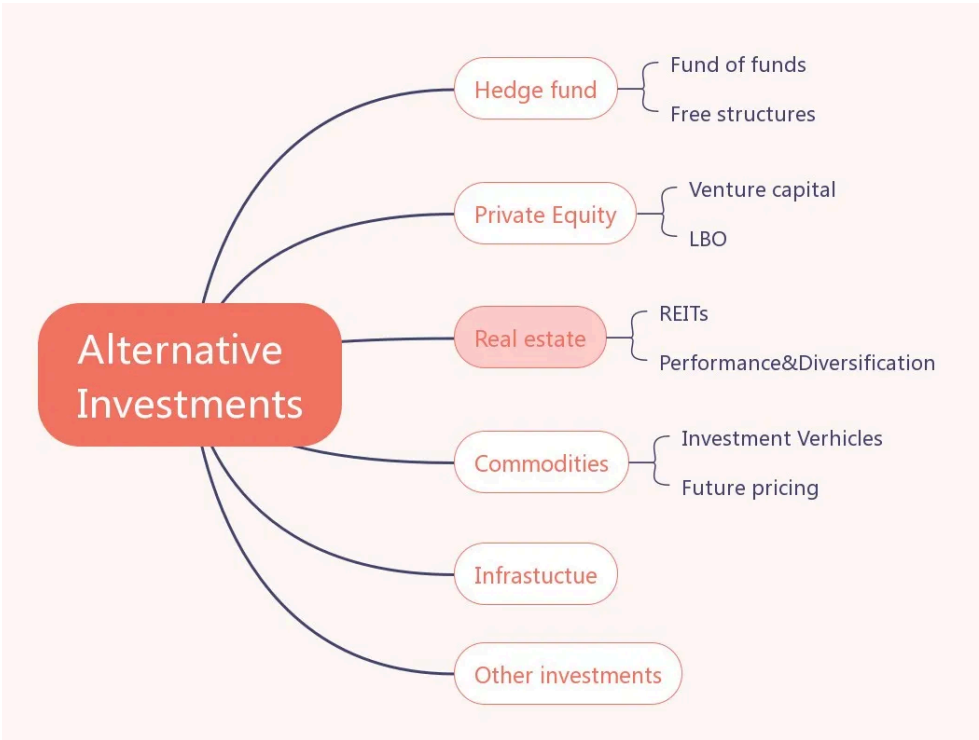 Alternative
Investments
Hedge fund
Fund of funds
Free structures
Private Equity
Venture capital
LBO
Real estate
REITs
Performance&Diversification
Commodities
Investment Verhicles
Future pricing
Infrastuctue
Other investments